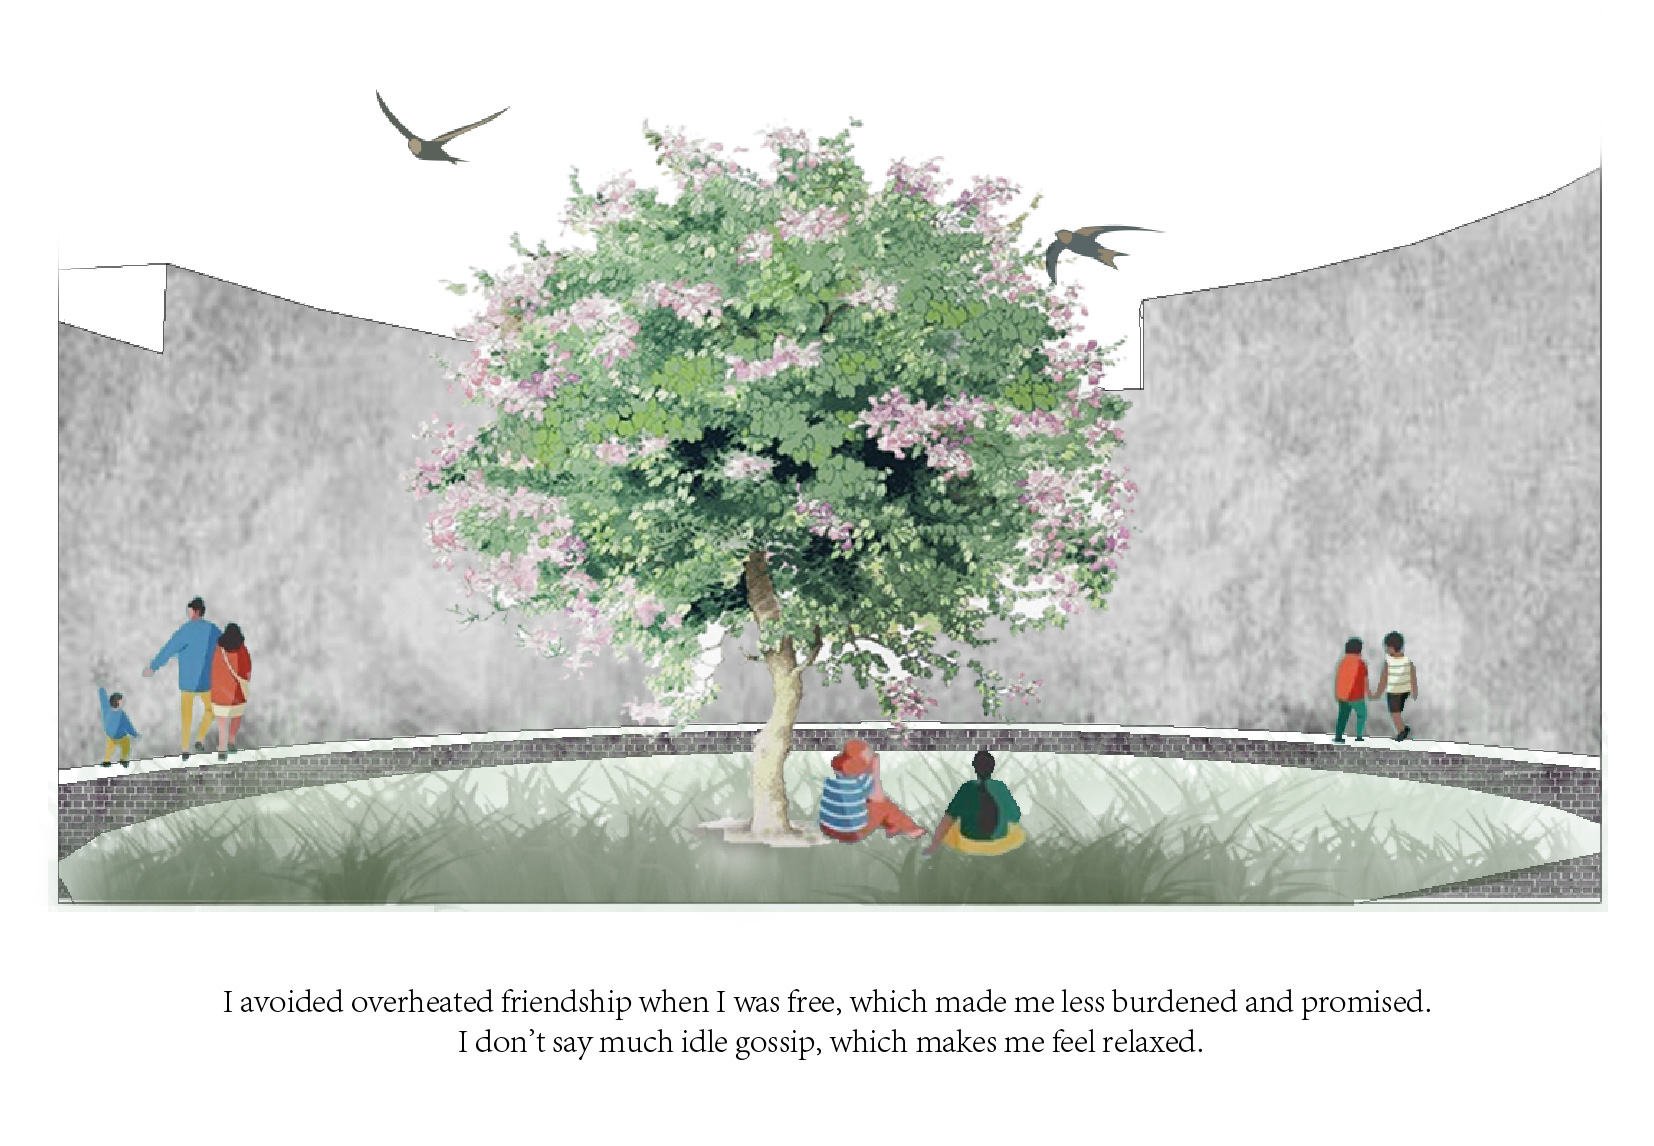 I avoided overheated friendship when I was free, which made me less burdened and promised.
I don’t say much idle gossip, which makes me feel relaxed.